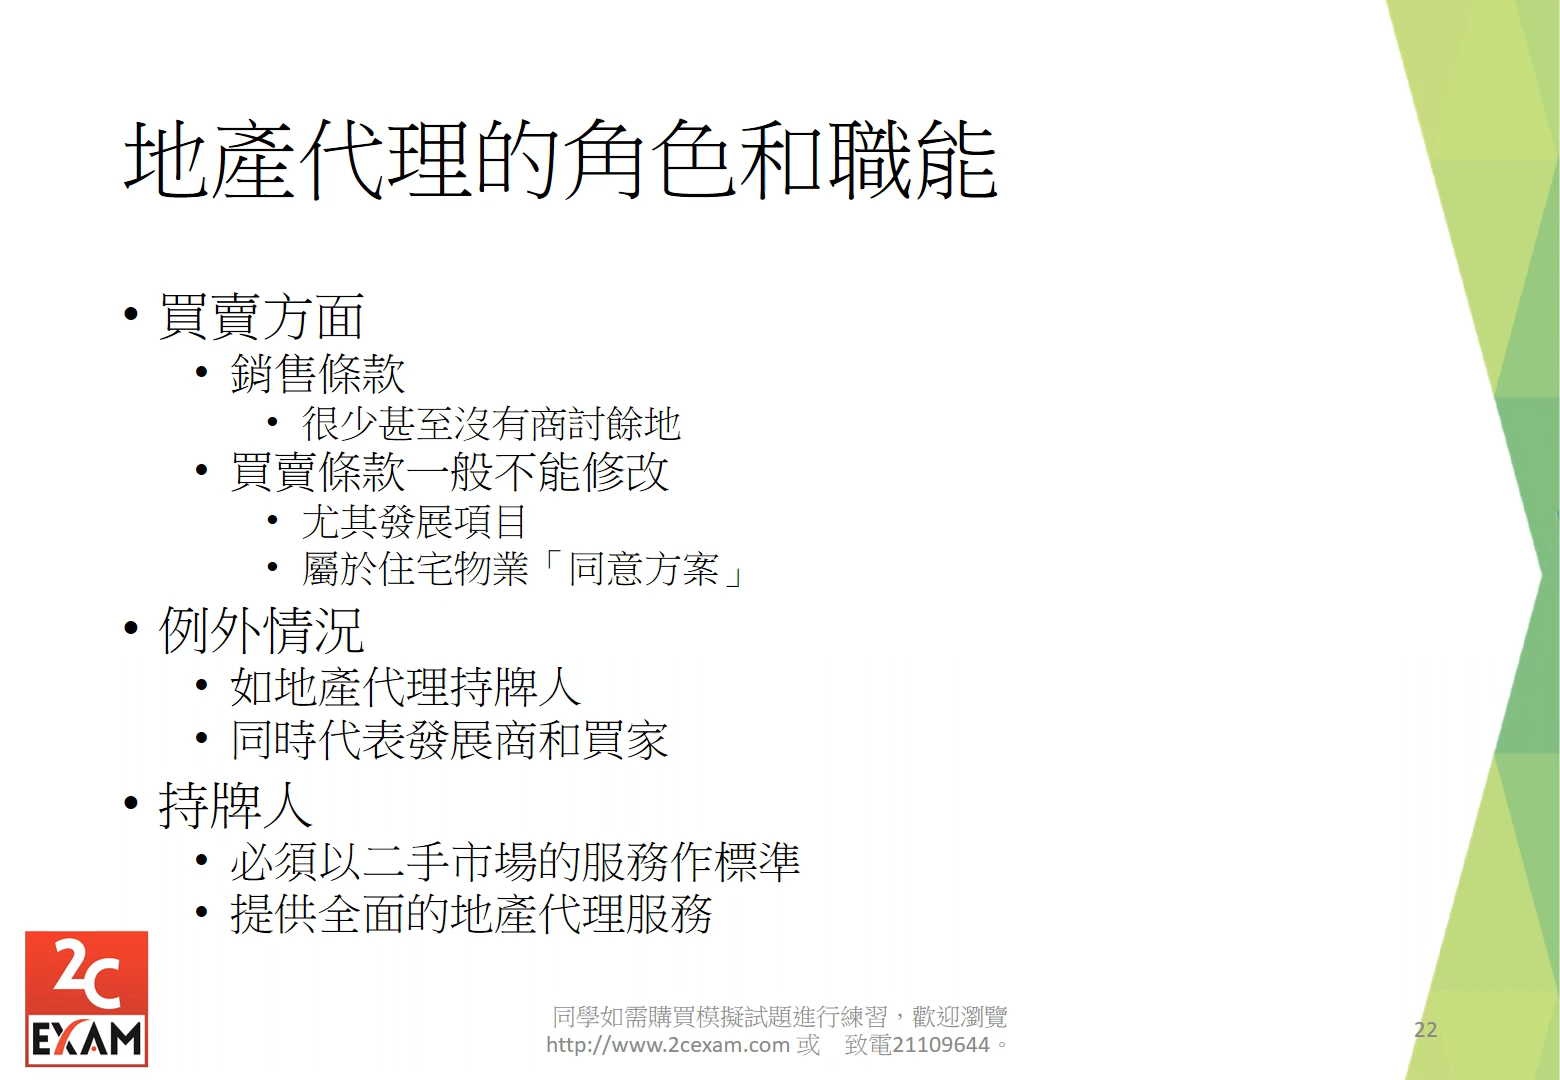 地產代理的角色和職能
• 買賣方面
• 銷售條款
• 很少甚至沒有商討餘地
• 買賣條款一般不能修改
• 尤其發展項目
• 屬於住宅物業「同意方案」
• 例外情況
• 如地產代理持牌人
• 同時代表發展商和買家
• 持牌人
• 必須以二手市場的服務作標準
• 提供全面的地產代理服務
2C
EXAM
同學如需購買模擬試題進行練習，歡迎瀏覽
http://www.2cexam.com 或　致電21109644。
22